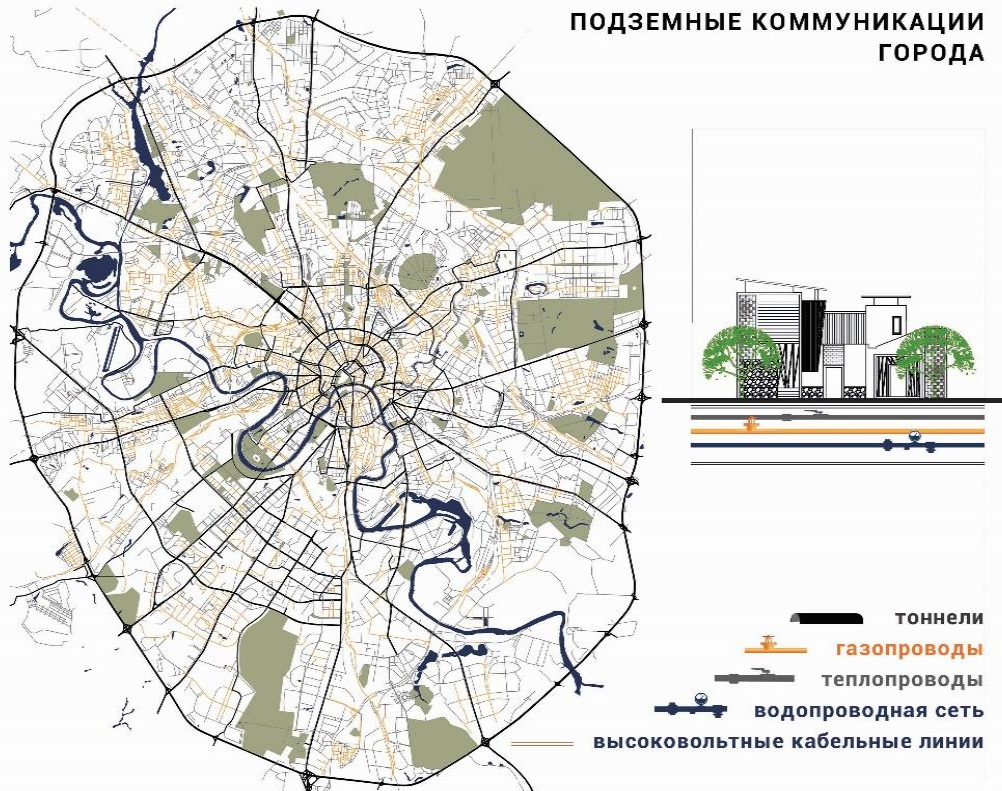 ПОДЗЕМНЫЕ КОММУНИКАЦИИ
ГОРОДА
тоннели
газопроводы
теплопроводы
водопроводная сеть
высоковольтные кабельные линии